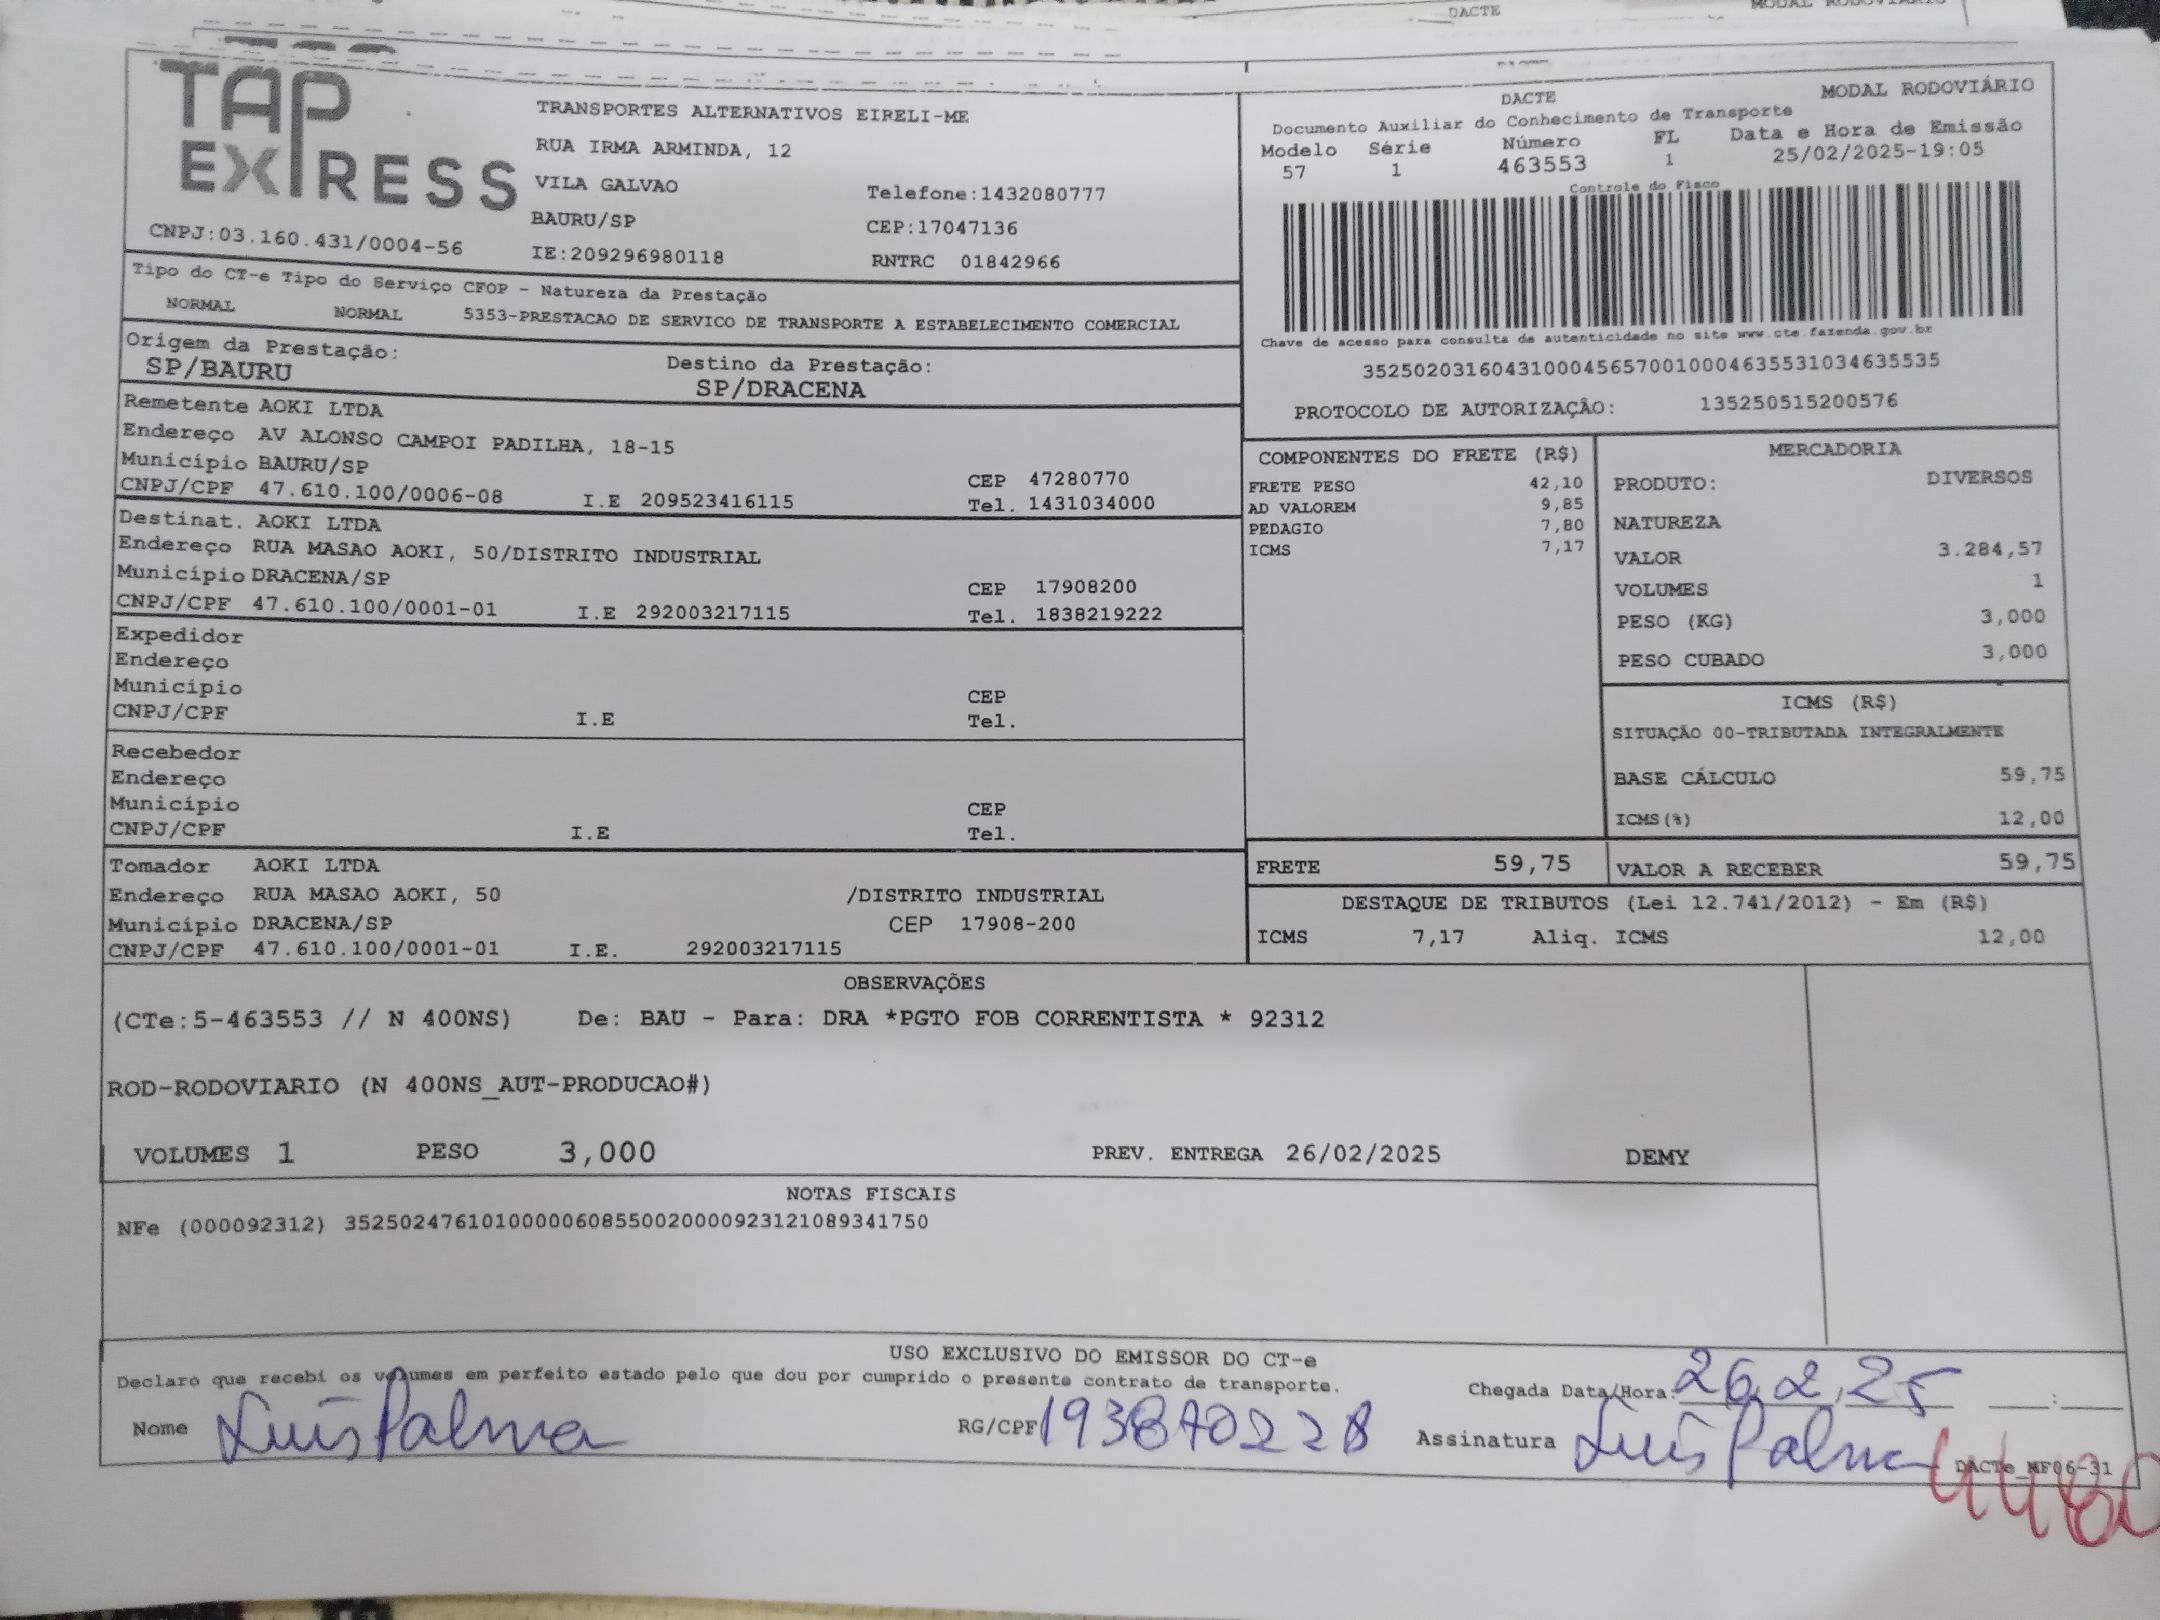 DACTE
MODAL RODOVIÁRIO
TAP
EXPRESS
CNPJ:03.160.431/0004-56
TRANSPORTES ALTERNATIVOS EIRELI-ME
RUA IRMA ARMINDA, 12
VILA GALVAO
Telefone:1432080777
BAURU/SP
CEP:17047136
IE:209296980118
RNTRC 01842966
DACTE
MODAL RODOVIÁRIO
Documento Auxiliar do Conhecimento de Transporte
Modelo Série Número FL Data e Hora de Emissão
57 1 463553 1 25/02/2025-19:05
Controle do Fisco
Chave de acesso para consulta de autenticidade no site www.cte.fazenda.gov.br
35250203160431000456570010004635531034635535
PROTOCOLO DE AUTORIZAÇÂO: 135250515200576
Tipo do CT-e Tipo do Serviço CFOP - Natureza da Prestação
NORMAL NORMAL 5353-PRESTACAO DE SERVICO DE TRANSPORTE A ESTABELECIMENTO COMERCIAL
Origem da Prestação:
SP/BAURU
Destino da Prestação:
SP/DRACENA
Remetente AOKI LTDA
Endereço AV ALONSO CAMPOI PADILHA, 18-15
Município BAURU/SP CEP 47280770
CNPJ/CPF 47.610.100/0006-08 I.E 209523416115 Tel. 1431034000
Destinat. AOKI LTDA
Endereço RUA MASAO AOKI, 50/DISTRITO INDUSTRIAL
Município DRACENA/SP CEP 17908200
CNPJ/CPF 47.610.100/0001-01 I.E 292003217115 Tel. 1838219222
Expedidor
Endereço
Município CEP
CNPJ/CPF I.E Tel.
Recebedor
Endereço
Município CEP
CNPJ/CPF I.E Tel.
Tomador AOKI LTDA
Endereço RUA MASAO AOKI, 50 /DISTRITO INDUSTRIAL
Município DRACENA/SP CEP 17908-200
CNPJ/CPF 47.610.100/0001-01 I.E. 292003217115
COMPONENTES DO FRETE (R$)
FRETE PESO 42,10
AD VALOREM 9,85
PEDAGIO 7,80
ICMS 7,17
MERCADORIA
PRODUTO: DIVERSOS
NATUREZA
VALOR 3.284,57
VOLUMES 1
PESO (KG) 3,000
PESO CUBADO 3,000
ICMS (R$)
SITUAÇÃO 00-TRIBUTADA INTEGRALMENTE
BASE CÁLCULO 59,75
ICMS(%) 12,00
FRETE 59,75 VALOR A RECEBER 59,75
DESTAQUE DE TRIBUTOS (Lei 12.741/2012) - Em (R$)
ICMS 7,17 Aliq. ICMS 12,00
OBSERVAÇÕES
(CTe:5-463553 // N 400NS) De: BAU - Para: DRA *PGTO FOB CORRENTISTA * 92312
ROD-RODOVIARIO (N 400NS_AUT-PRODUCAO#)
VOLUMES 1 PESO 3,000 PREV. ENTREGA 26/02/2025 DEMY
NOTAS FISCAIS
NFe (000092312) 35250247610100000608550020000923121089341750
USO EXCLUSIVO DO EMISSOR DO CT-e
Declaro que recebi os volumes em perfeito estado pelo que dou por cumprido o presente contrato de transporte.
Chegada Data/Hora: 26/2/25 :
Nome Luis Palma RG/CPF 193870228 Assinatura Luis Palma
DACTe_MF06-31